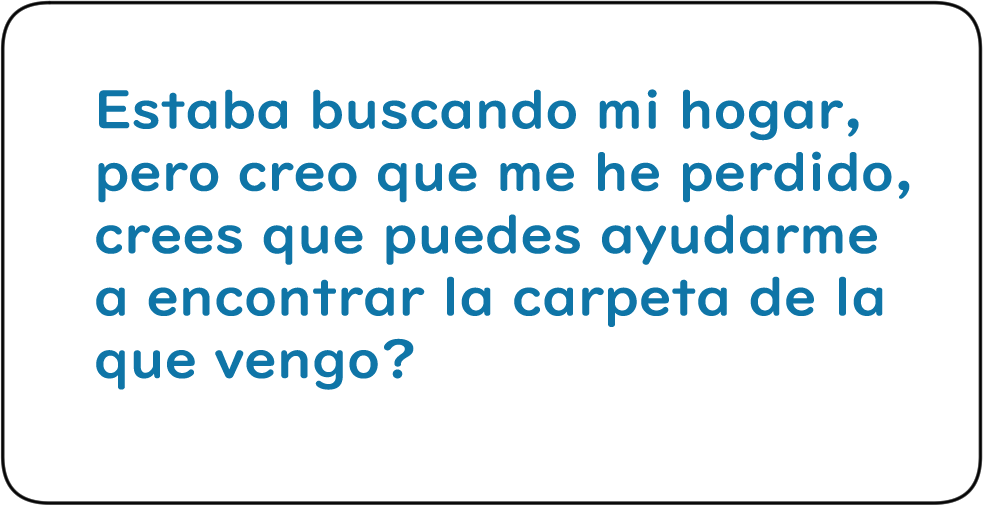 Estaba buscando mi hogar,
pero creo que me he perdido,
crees que puedes ayudarme
a encontrar la carpeta de la
que vengo?